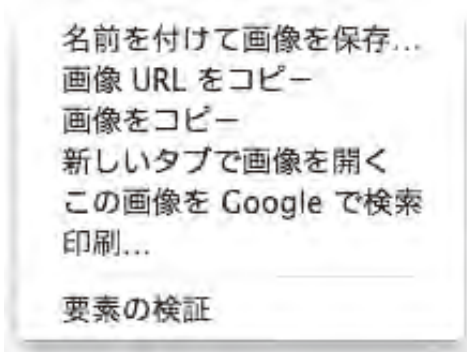 名前を付けて画像を保存...
画像 URL をコピー
画像をコピー
新しいタブで画像を開く
この画像を Google で検索
印刷...
要素の検証